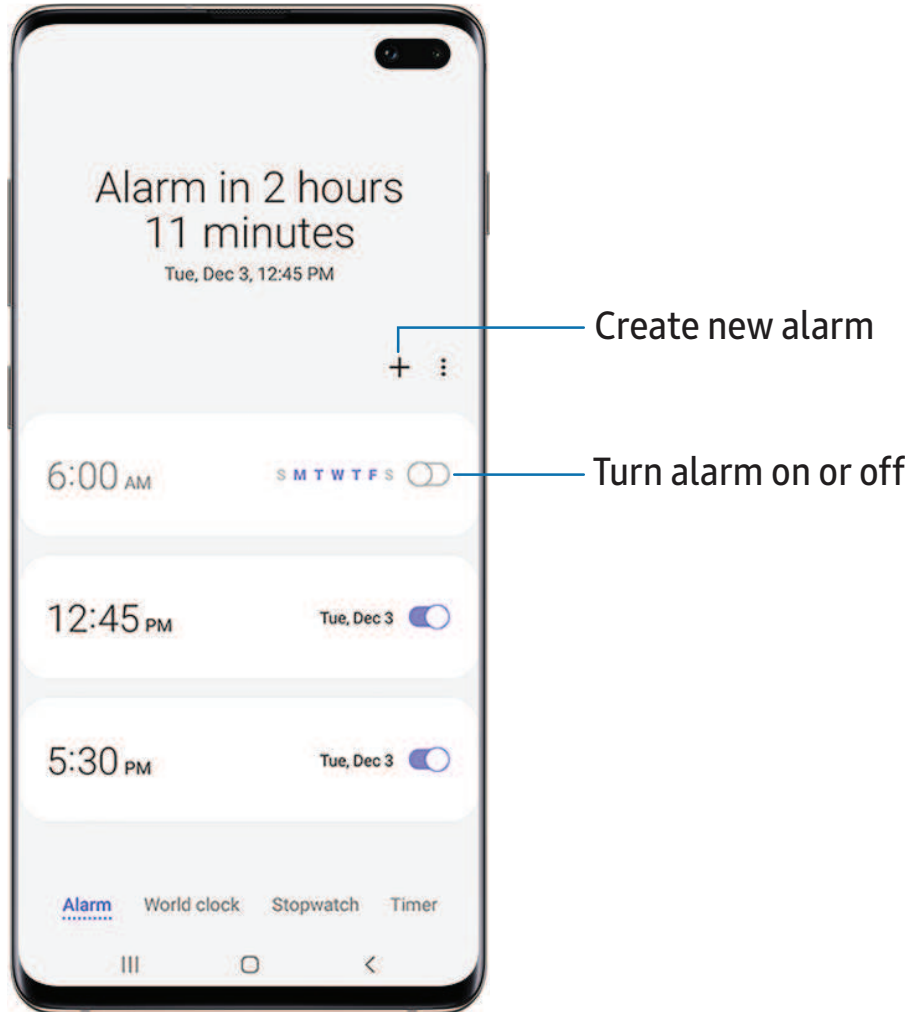 Alarm in 2 hours
11 minutes
Tue, Dec 3, 12:45 PM
Create new alarm
6:00 AM S M T W T F S
Turn alarm on or off
12:45 PM Tue, Dec 3
5:30 PM Tue, Dec 3
Alarm World clock Stopwatch Timer